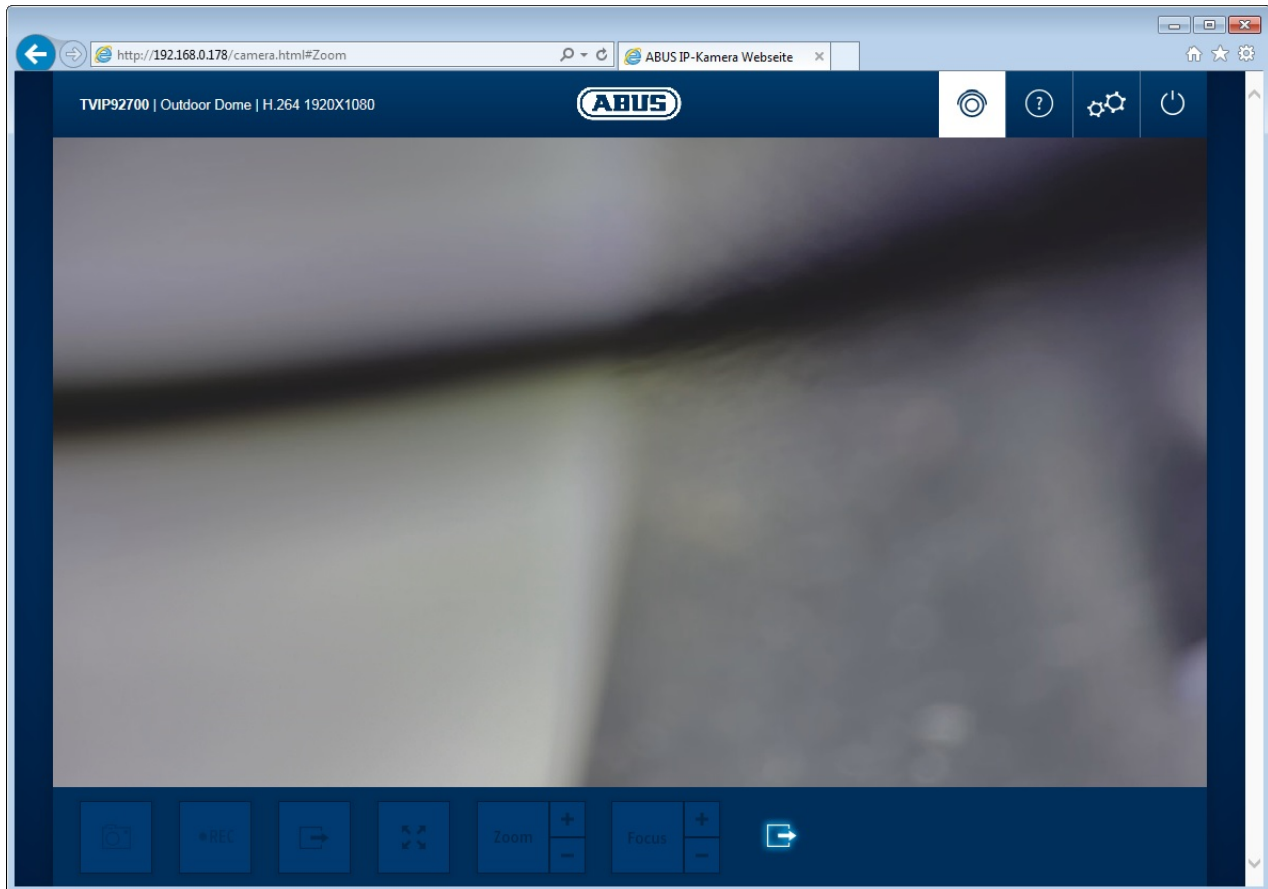 http://192.168.0.178/camera.html#Zoom
ABUS IP-Kamera Webseite
TVIP92700 | Outdoor Dome | H.264 1920X1080
ABUS
?
•REC
Zoom
+
−
Focus
+
−